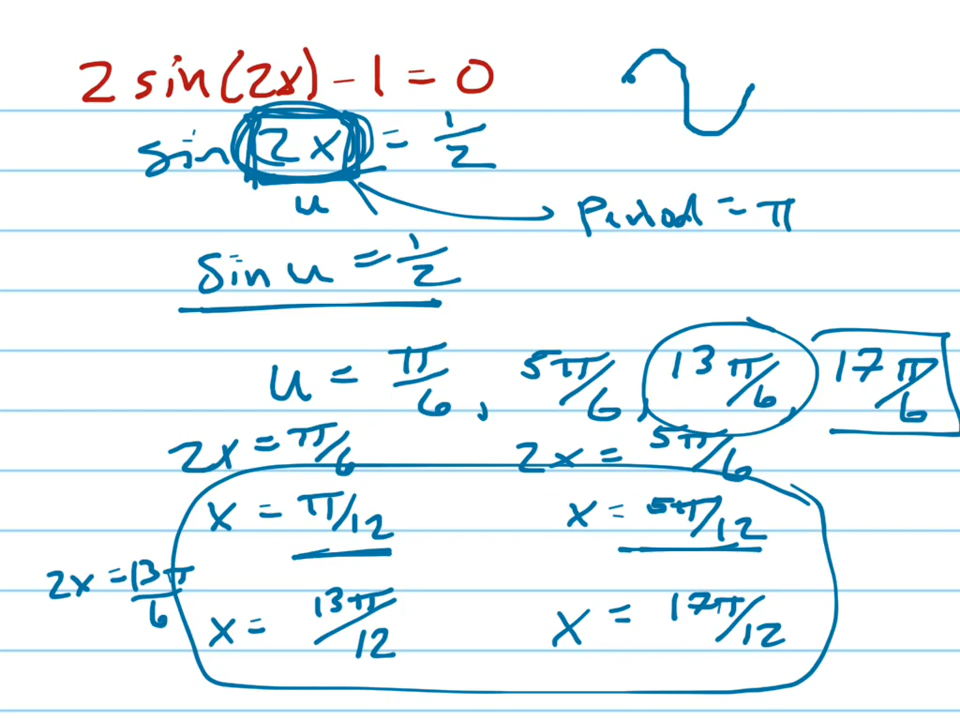 2 sin(2x) - 1 = 0
sin(2x) = 1/2
u
Period = π
sin u = 1/2
u = π/6, 5π/6, 13π/6 17π/6
2x = π/6 2x = 5π/6
x = π/12 x = 5π/12
2x = 13π/6
x = 13π/12 x = 17π/12